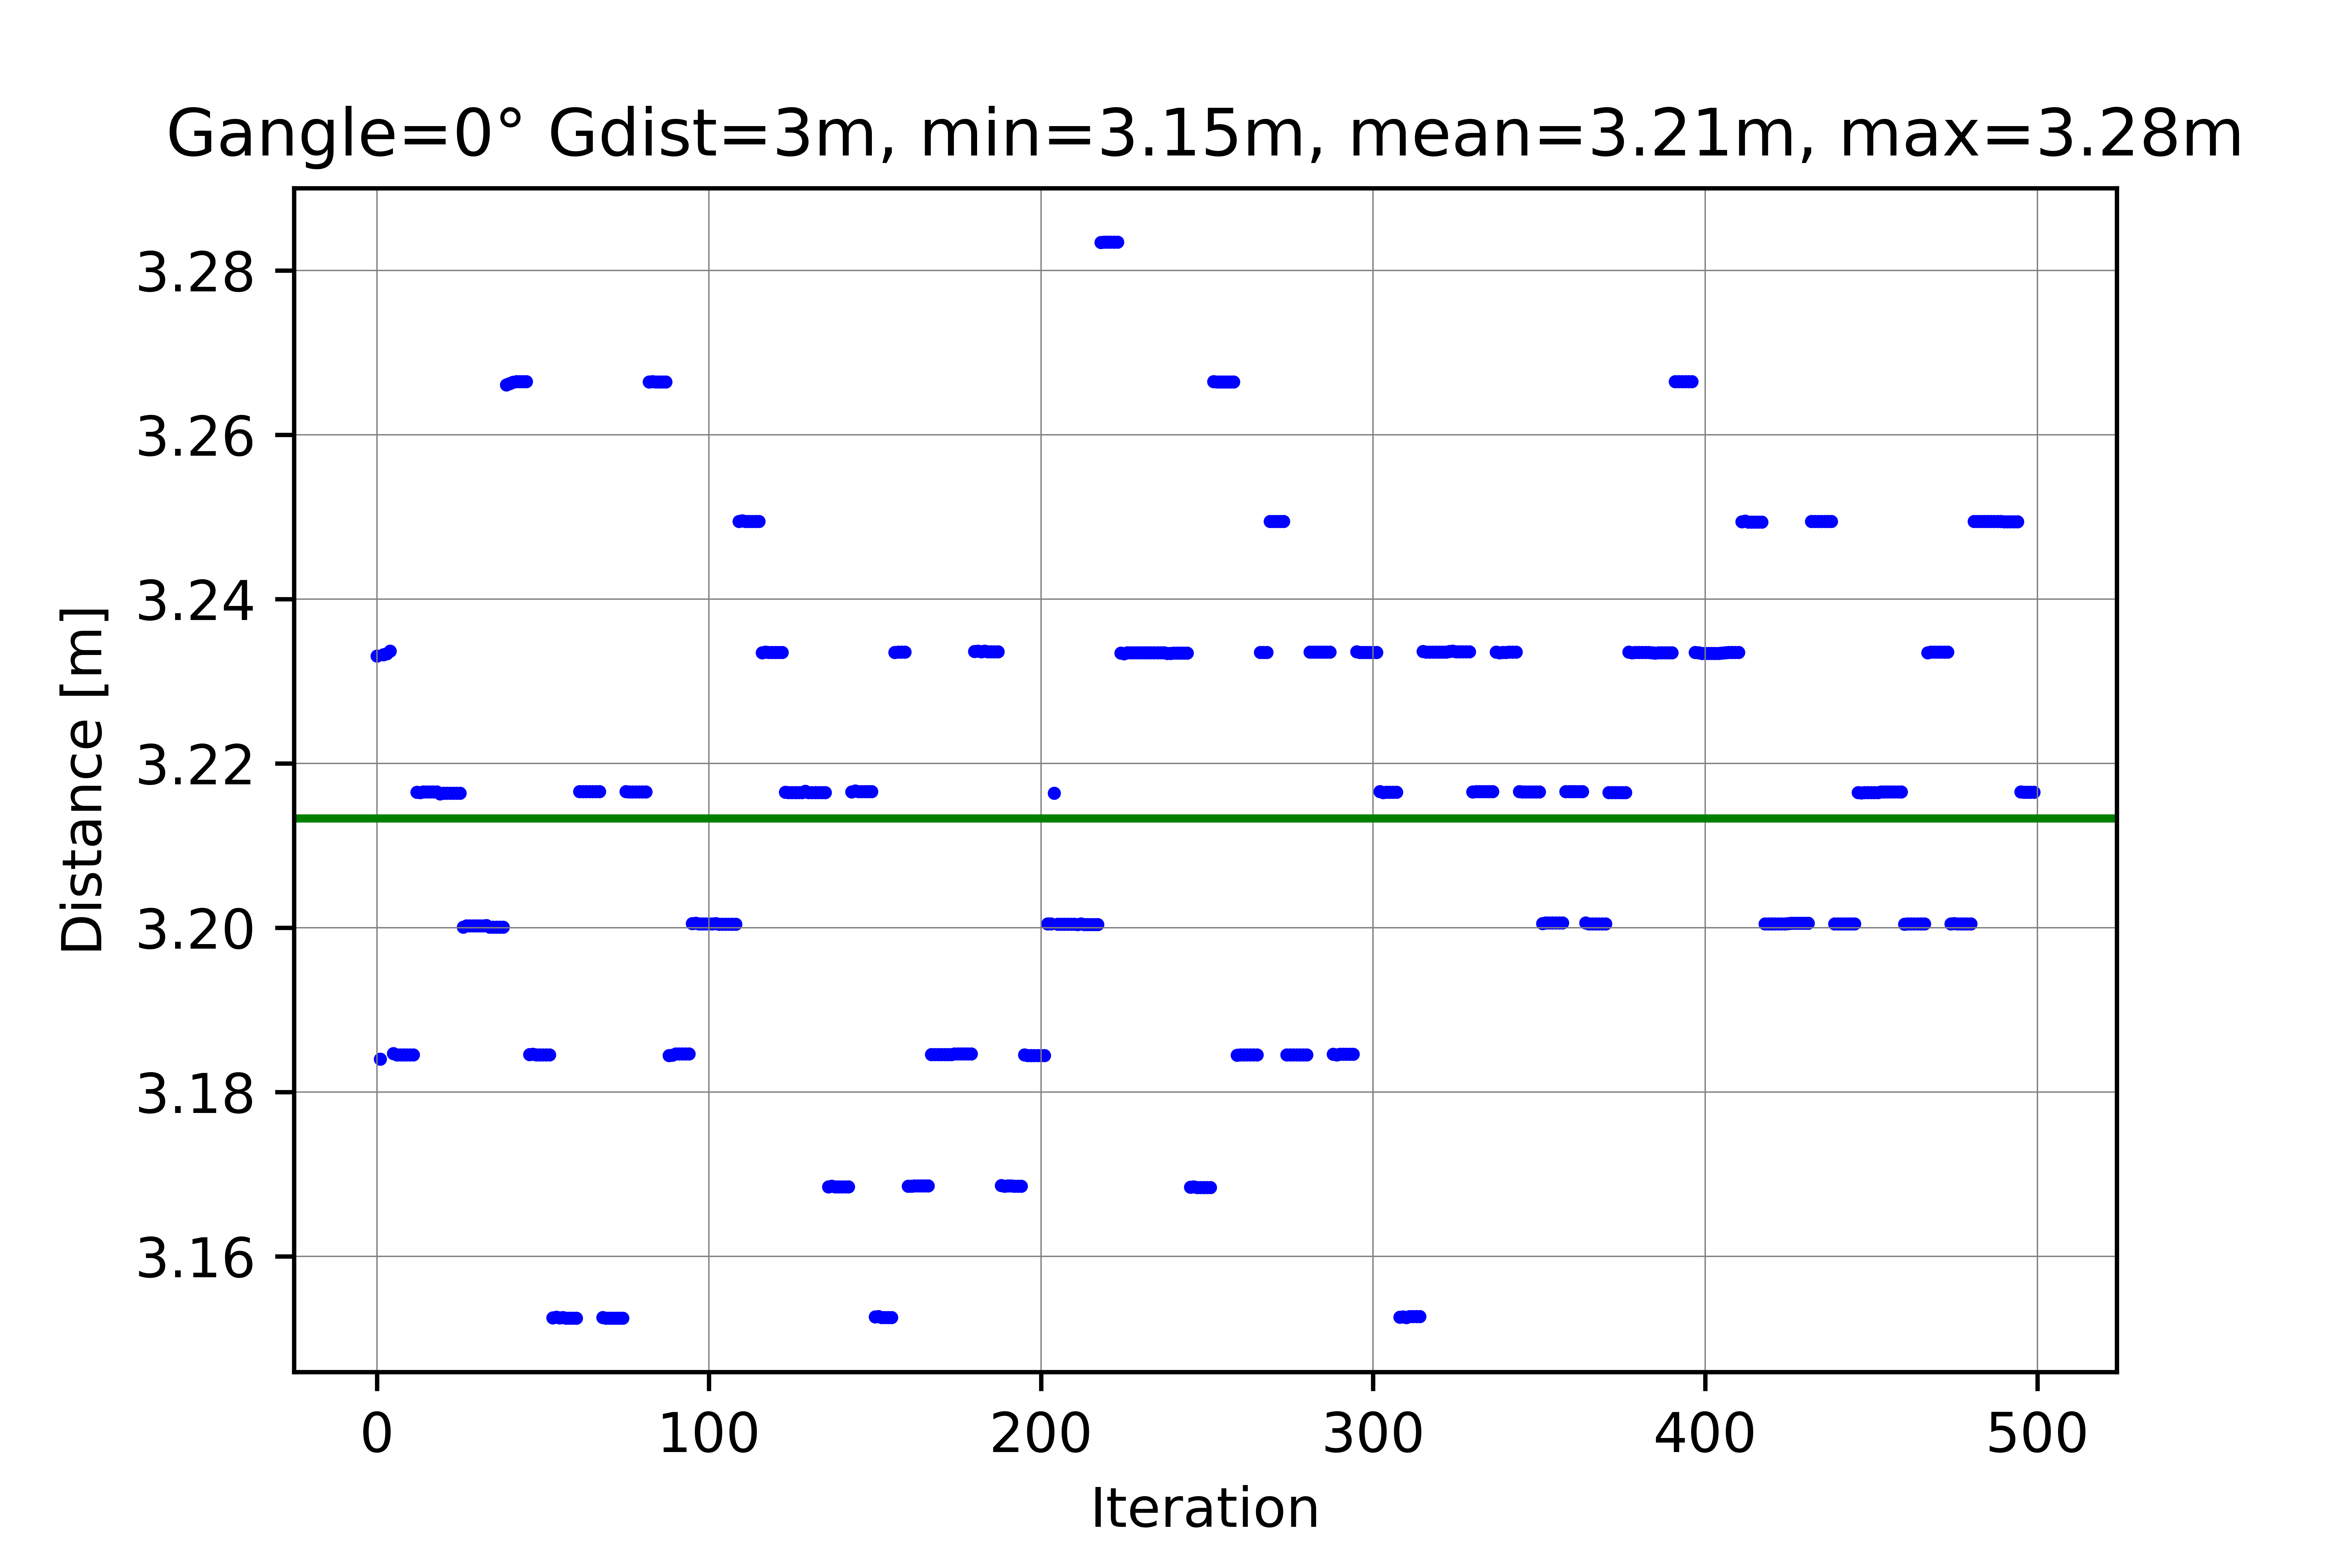 Gangle=0° Gdist=3m, min=3.15m, mean=3.21m, max=3.28m
3.28
3.26
3.24
3.22
3.20
3.18
3.16
Distance [m]
0 100 200 300 400 500
Iteration